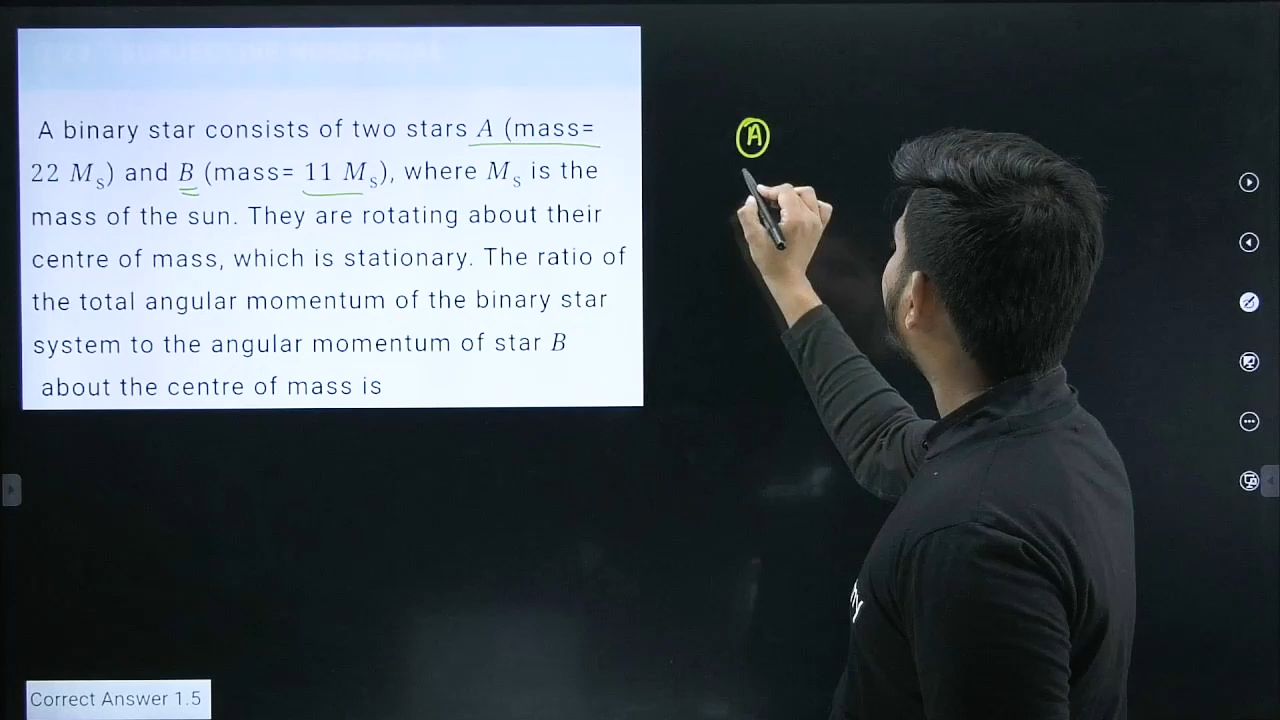 A binary star consists of two stars A (mass=
22 M_S) and B (mass= 11 M_S), where M_S is the
mass of the sun. They are rotating about their
centre of mass, which is stationary. The ratio of
the total angular momentum of the binary star
system to the angular momentum of star B
about the centre of mass is
A
Correct Answer 1.5